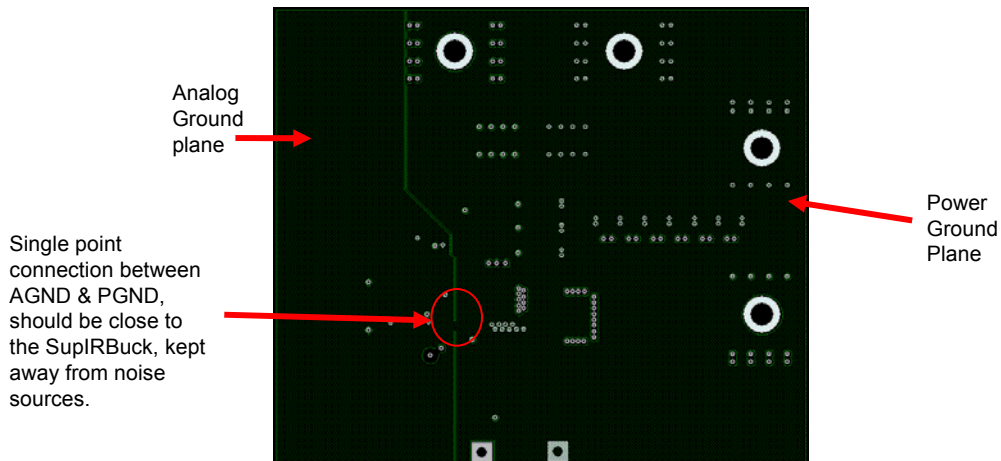 Analog
Ground
plane
Single point
connection between
AGND & PGND,
should be close to
the SupIRBuck, kept
away from noise
sources.
Power
Ground
Plane